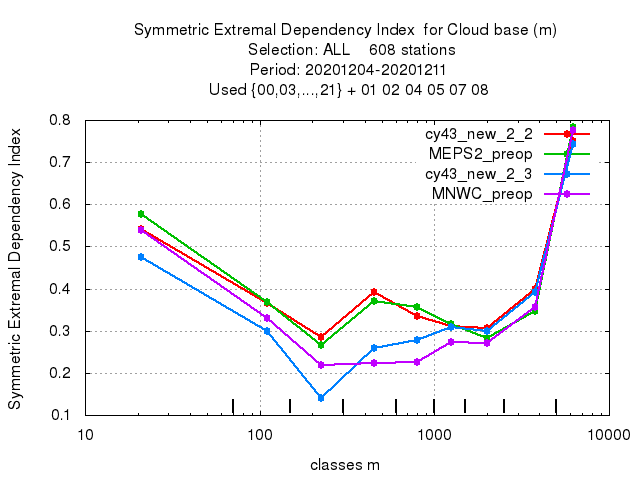 Symmetric Extremal Dependency Index  for Cloud base (m)
Selection: ALL    608 stations
Period: 20201204-20201211
Used {00,03,...,21} + 01 02 04 05 07 08
cy43_new_2_2
MEPS2_preop
cy43_new_2_3
MNWC_preop
Symmetric Extremal Dependency Index
0.8
0.7
0.6
0.5
0.4
0.3
0.2
0.1
10 100 1000 10000
classes m